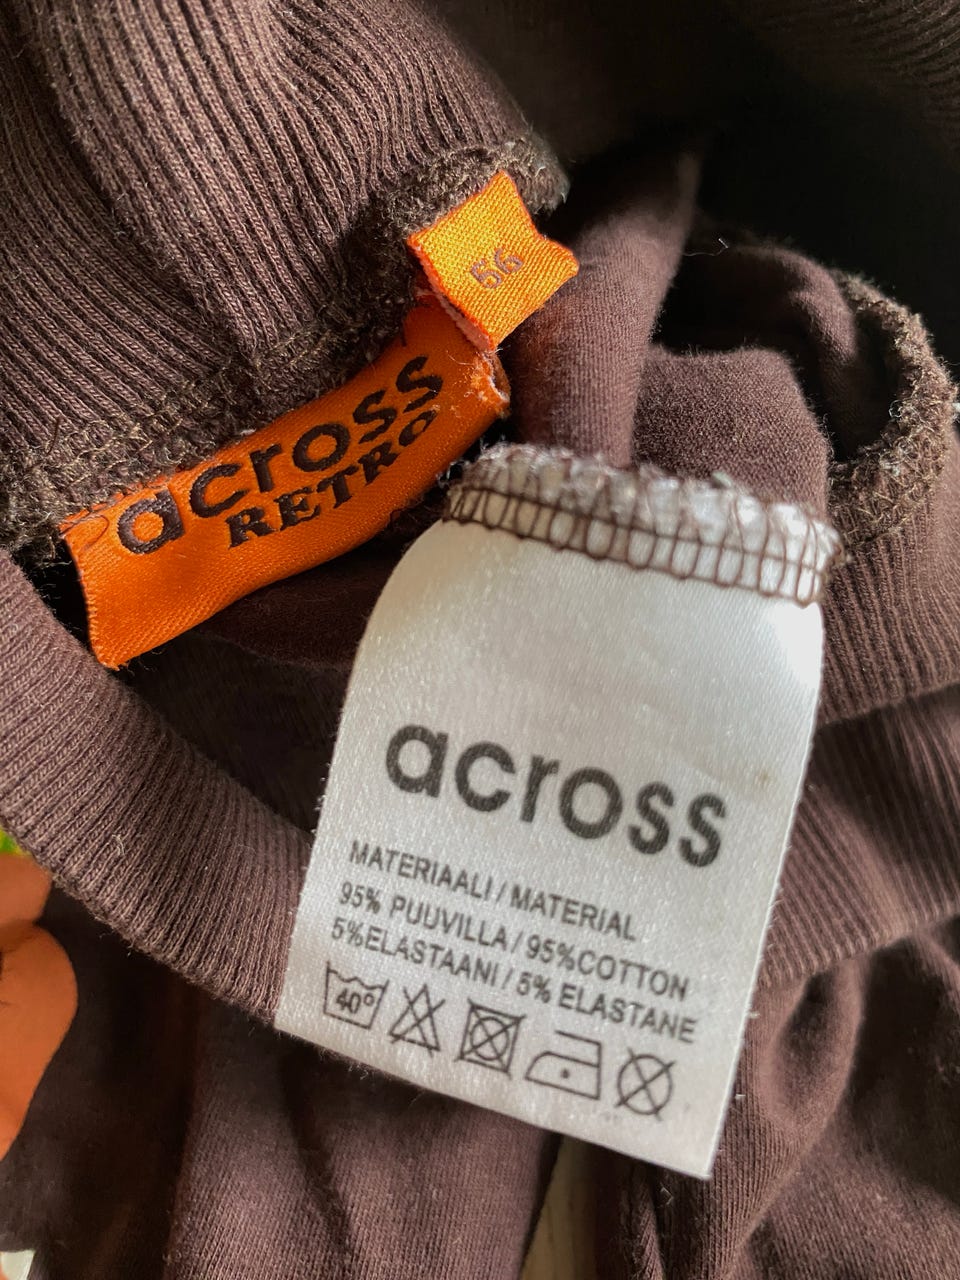 56
across
RETRO
across
MATERIAALI / MATERIAL
95% PUUVILLA / 95%COTTON
5%ELASTAANI / 5% ELASTANE
40°